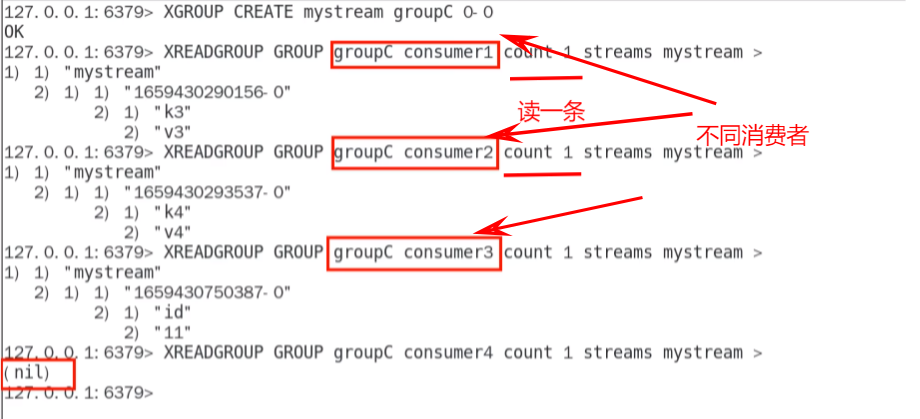 127.0.0.1:6379> XGROUP CREATE mystream groupC 0-0
OK
127.0.0.1:6379> XREADGROUP GROUP groupC consumer1 count 1 streams mystream >
1) 1) "mystream"
   2) 1) 1) "1659430290156-0"
         2) 1) "k3"
            2) "v3"
读一条
不同消费者
127.0.0.1:6379> XREADGROUP GROUP groupC consumer2 count 1 streams mystream >
1) 1) "mystream"
   2) 1) 1) "1659430293537-0"
         2) 1) "k4"
            2) "v4"
127.0.0.1:6379> XREADGROUP GROUP groupC consumer3 count 1 streams mystream >
1) 1) "mystream"
   2) 1) 1) "1659430750387-0"
         2) 1) "id"
            2) "11"
127.0.0.1:6379> XREADGROUP GROUP groupC consumer4 count 1 streams mystream >
(nil)
127.0.0.1:6379>